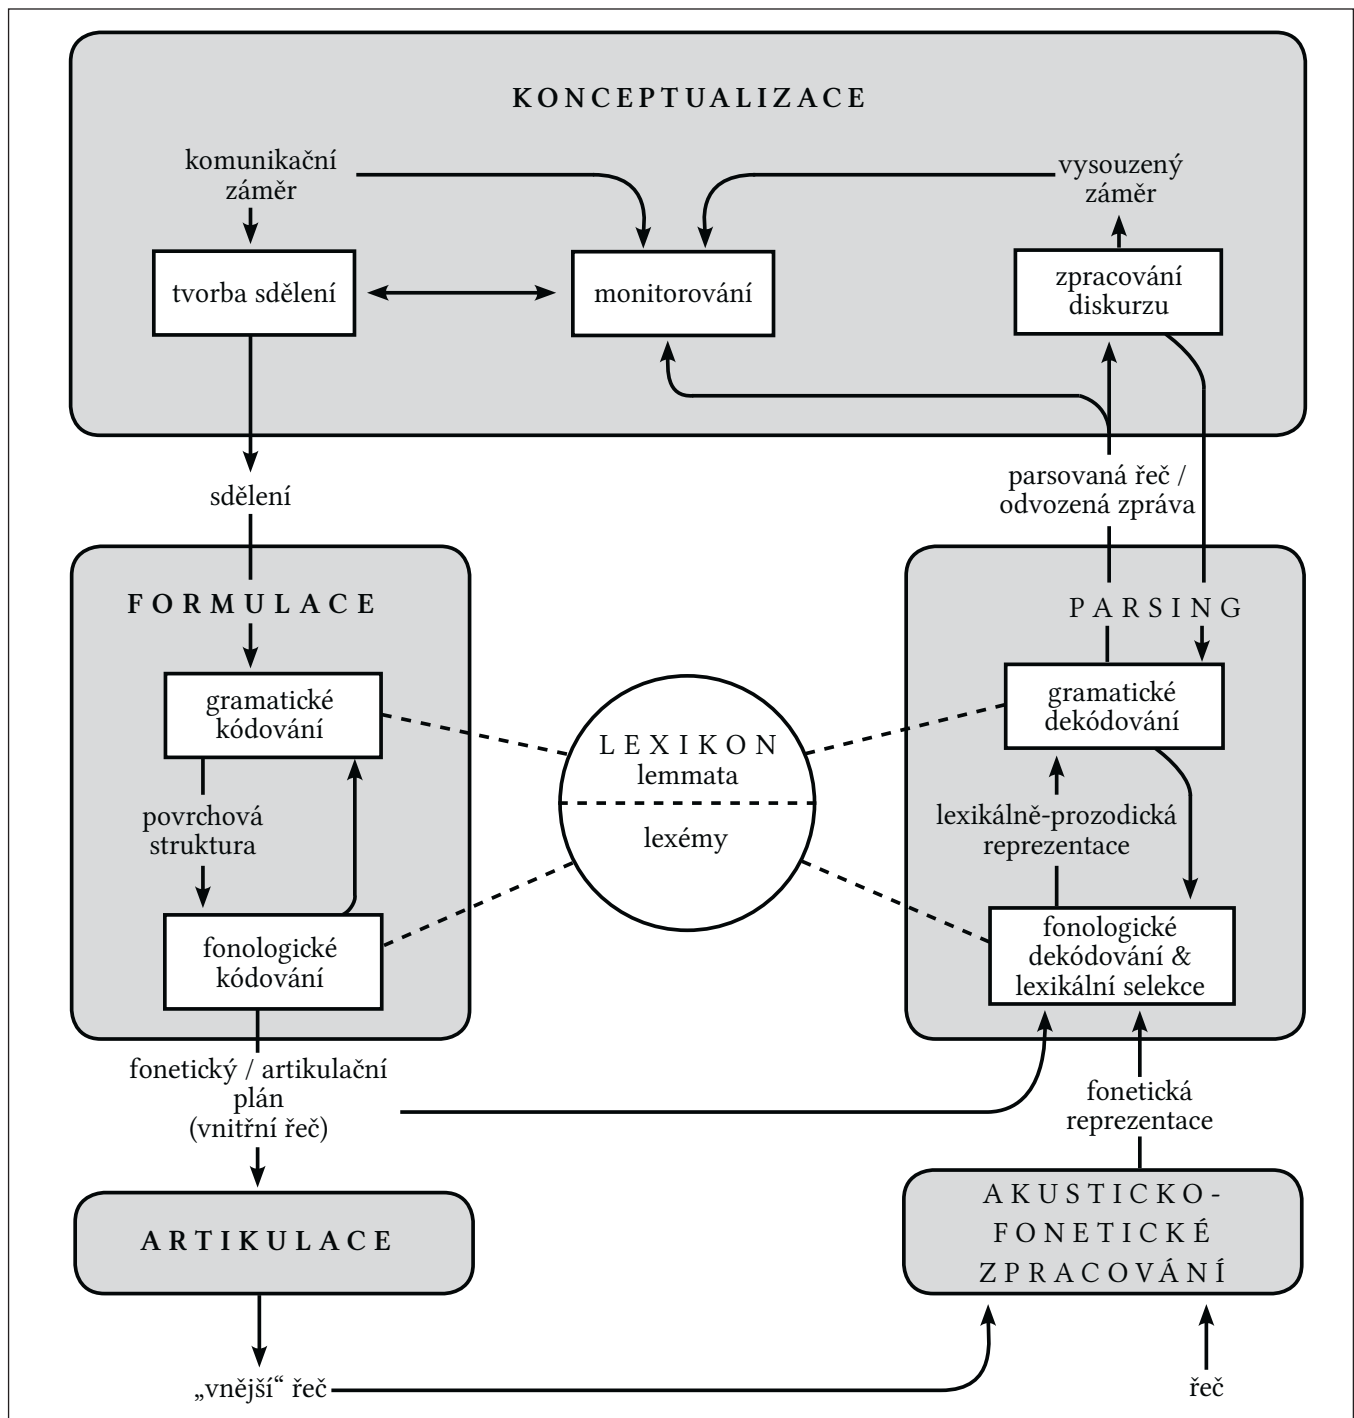 KONCEPTUALIZACE
komunikační
záměr
vysouzený
záměr
tvorba sdělení
monitorování
zpracování
diskurzu
sdělení
parsovaná řeč /
odvozená zpráva
FORMULACE
PARSING
gramatické
kódování
LEXIKON
lemmata
lexémy
gramatické
dekódování
povrchová
struktura
lexikálně-prozodická
reprezentace
fonologické
kódování
fonologické
dekódování &
lexikální selekce
fonetický / artikulační
plán
(vnitřní řeč)
fonetická
reprezentace
ARTIKULACE
AKUSTICKO-
FONETICKÉ
ZPRACOVÁNÍ
„vnější“ řeč
řeč